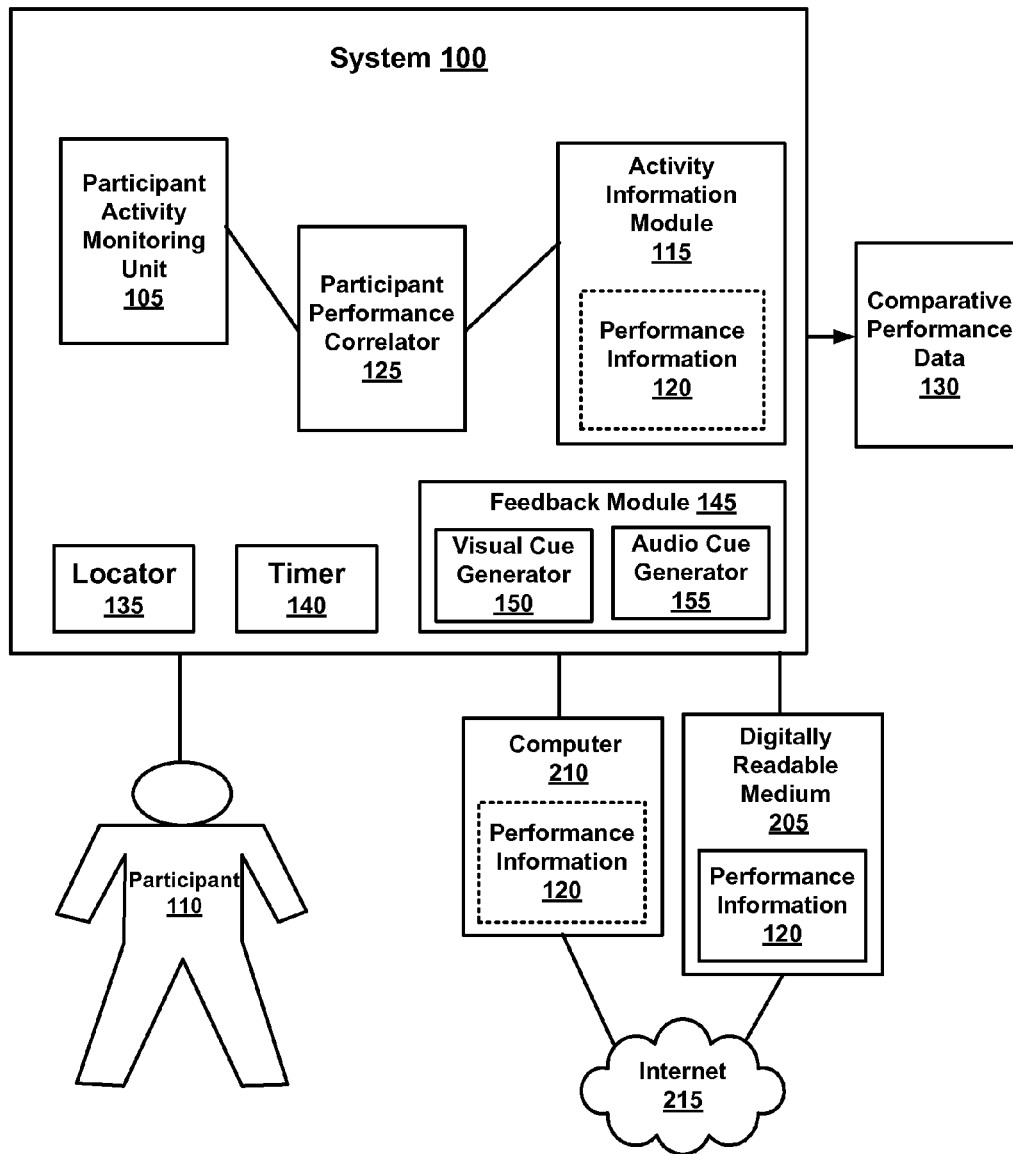 System 100
Participant
Activity
Monitoring
Unit
105
Participant
Performance
Correlator
125
Activity
Information
Module
115
Performance
Information
120
Comparative
Performance
Data
130
Locator
135
Timer
140
Feedback Module 145
Visual Cue
Generator
150
Audio Cue
Generator
155
Participant
110
Computer
210
Performance
Information
120
Digitally
Readable
Medium
205
Performance
Information
120
Internet
215